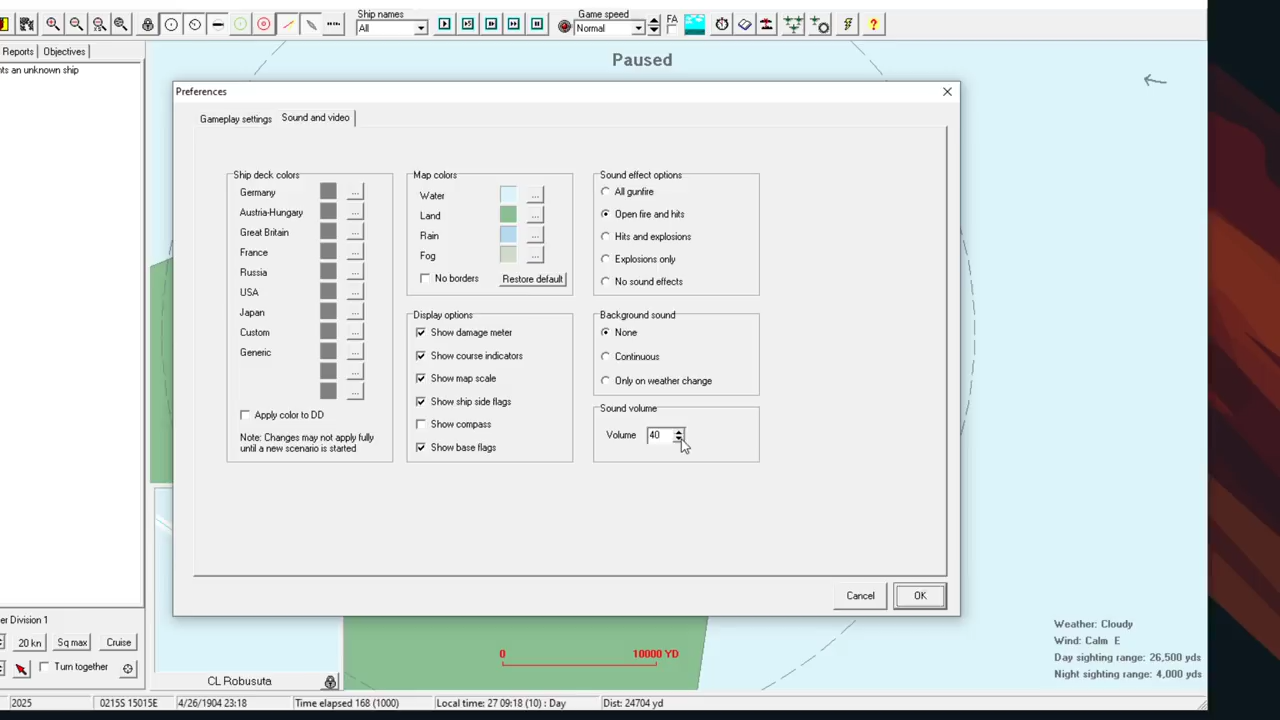 Ship names
All
Game speed
Normal
FA
?
Reports
Objectives
nts an unknown ship
Paused
Preferences
Gameplay settings
Sound and video
Ship deck colors
Germany ...
Austria-Hungary ...
Great Britain ...
France ...
Russia ...
USA ...
Japan ...
Custom ...
Generic ...
...
...
Apply color to DD
Note: Changes may not apply fully
until a new scenario is started
Map colors
Water ...
Land ...
Rain ...
Fog ...
No borders
Restore default
Display options
Show damage meter
Show course indicators
Show map scale
Show ship side flags
Show compass
Show base flags
Sound effect options
All gunfire
Open fire and hits
Hits and explosions
Explosions only
No sound effects
Background sound
None
Continuous
Only on weather change
Sound volume
Volume 40
Cancel
OK
er Division 1
20 kn
Sq max
Cruise
Turn together
CL Robusuta
0 10000 YD
Weather: Cloudy
Wind: Calm E
Day sighting range: 26,500 yds
Night sighting range: 4,000 yds
2025
0215S 15015E
4/26/1904 23:18
Time elapsed 168 (1000)
Local time: 27 09:18 (10) : Day
Dist: 24704 yd